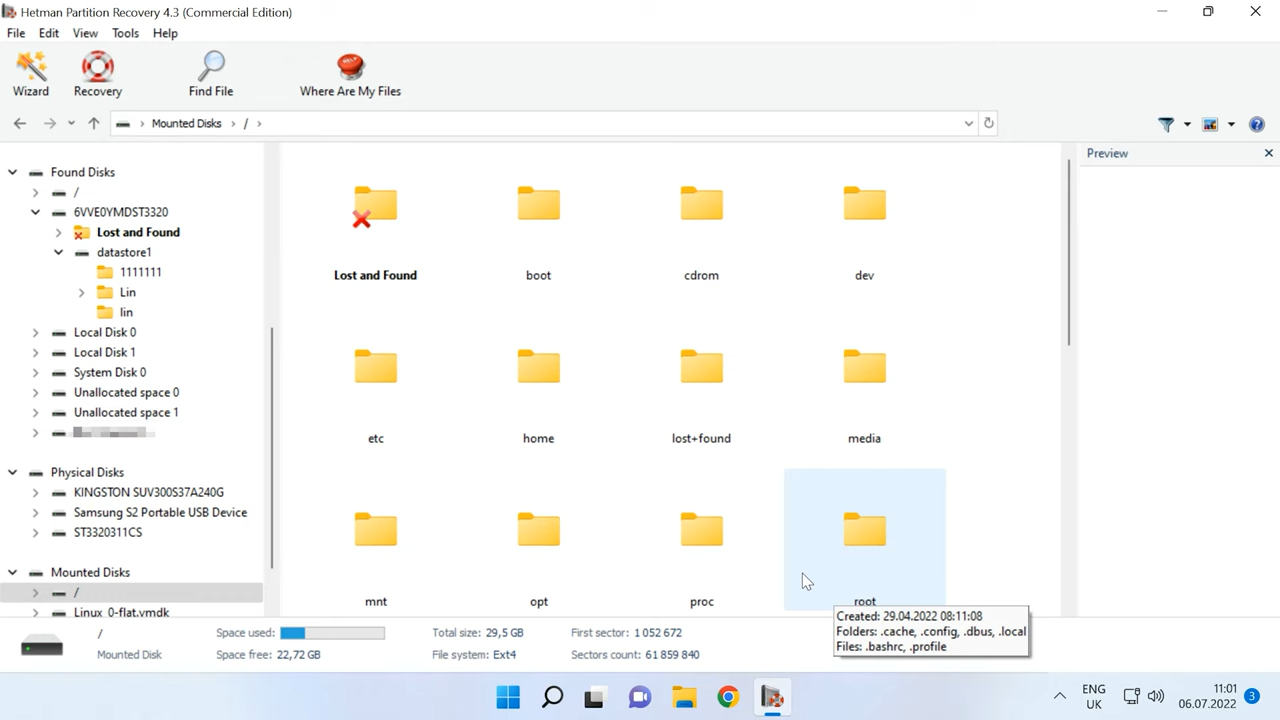 Hetman Partition Recovery 4.3 (Commercial Edition)
File Edit View Tools Help
Wizard Recovery Find File Where Are My Files
Mounted Disks /
Preview
Found Disks
/
6VVE0YMDST3320
Lost and Found
datastore1
1111111
Lin
lin
Local Disk 0
Local Disk 1
System Disk 0
Unallocated space 0
Unallocated space 1
Physical Disks
KINGSTON SUV300S37A240G
Samsung S2 Portable USB Device
ST3320311CS
Mounted Disks
/
Linux_0-flat.vmdk
Lost and Found boot cdrom dev
etc home lost+found media
mnt opt proc root
Created: 29.04.2022 08:11:08
Folders: .cache, .config, .dbus, .local
Files: .bashrc, .profile
/ Space used: Total size: 29,5 GB First sector: 1 052 672
Mounted Disk Space free: 22,72 GB File system: Ext4 Sectors count: 61 859 840
ENG
UK
11:01
06.07.2022
3